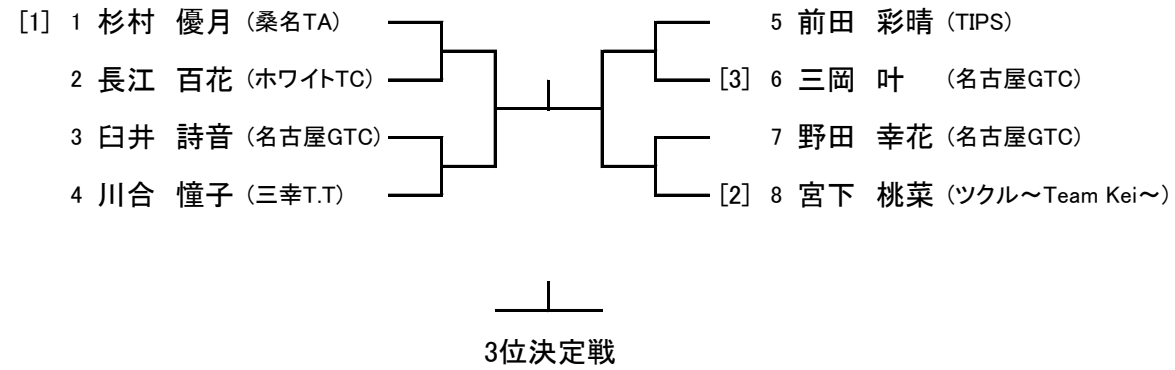 [1] 1 杉村 優月 (桑名TA)
2 長江 百花 (ホワイトTC)
3 臼井 詩音 (名古屋GTC)
4 川合 憧子 (三幸T.T)
5 前田 彩晴 (TIPS)
[3] 6 三岡 叶 (名古屋GTC)
7 野田 幸花 (名古屋GTC)
[2] 8 宮下 桃菜 (ツクル～Team Kei～)
3位決定戦